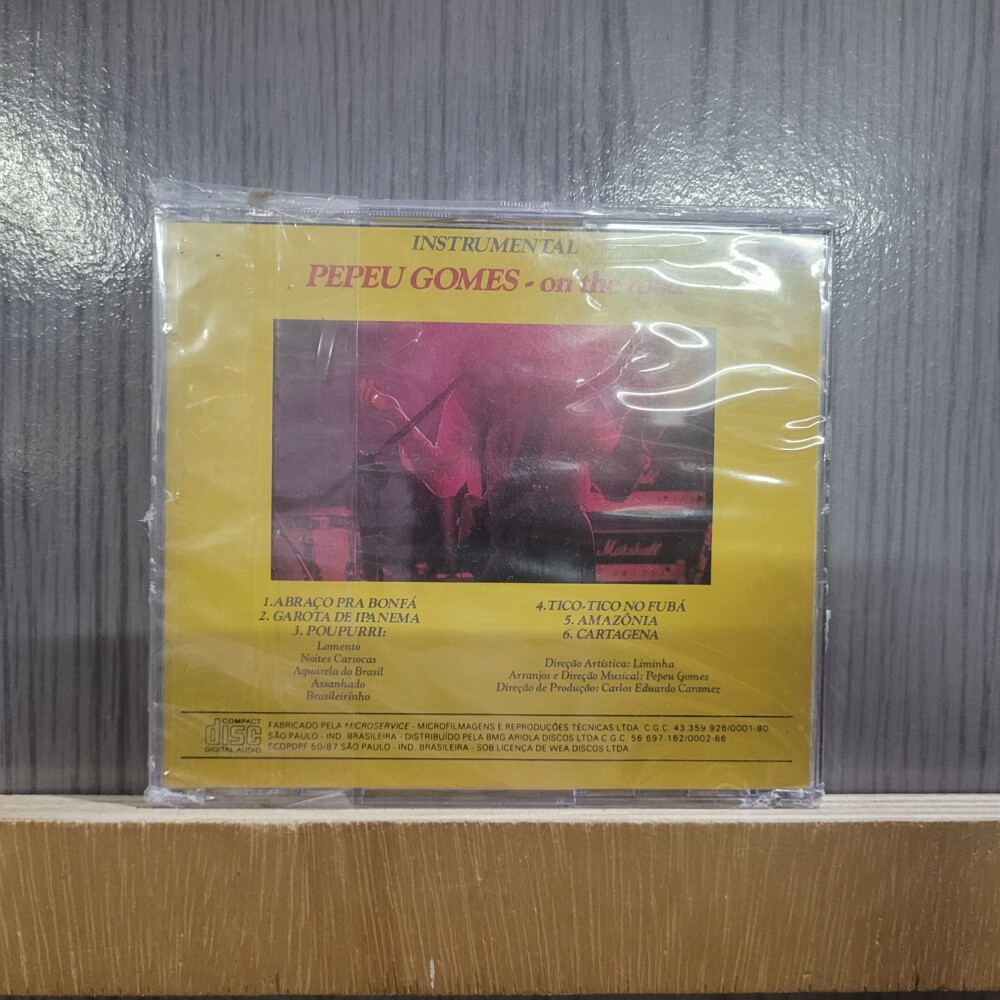 INSTRUMENTAL
PEPEU GOMES - on the
Marshall
1.ABRAÇO PRA BONFÁ
2. GAROTA DE IPANEMA
3. POUPURRI:
Lamento
Noites Cariocas
Aquarela do Brasil
Assanhado
Brasileirinho
4.TICO-TICO NO FUBÁ
5. AMAZÔNIA
6. CARTAGENA
Direção Artística: Liminha
Arranjos e Direção Musical: Pepeu Gomes
Direção de Produção: Carlos Eduardo Caramez
COMPACT
disc
DIGITAL AUDIO
FABRICADO PELA MICROSERVICE - MICROFILMAGENS E REPRODUÇÕES TÉCNICAS LTDA. C G C. 43.359.926/0001-80
SÃO PAULO - IND. BRASILEIRA - DISTRIBUÍDO PELA BMG ARIOLA DISCOS LTDA C.G.C. 56 697.162/0002-66
SCDPDPF 50/87 SÃO PAULO - IND. BRASILEIRA - SOB LICENCA DE WEA DISCOS LTDA